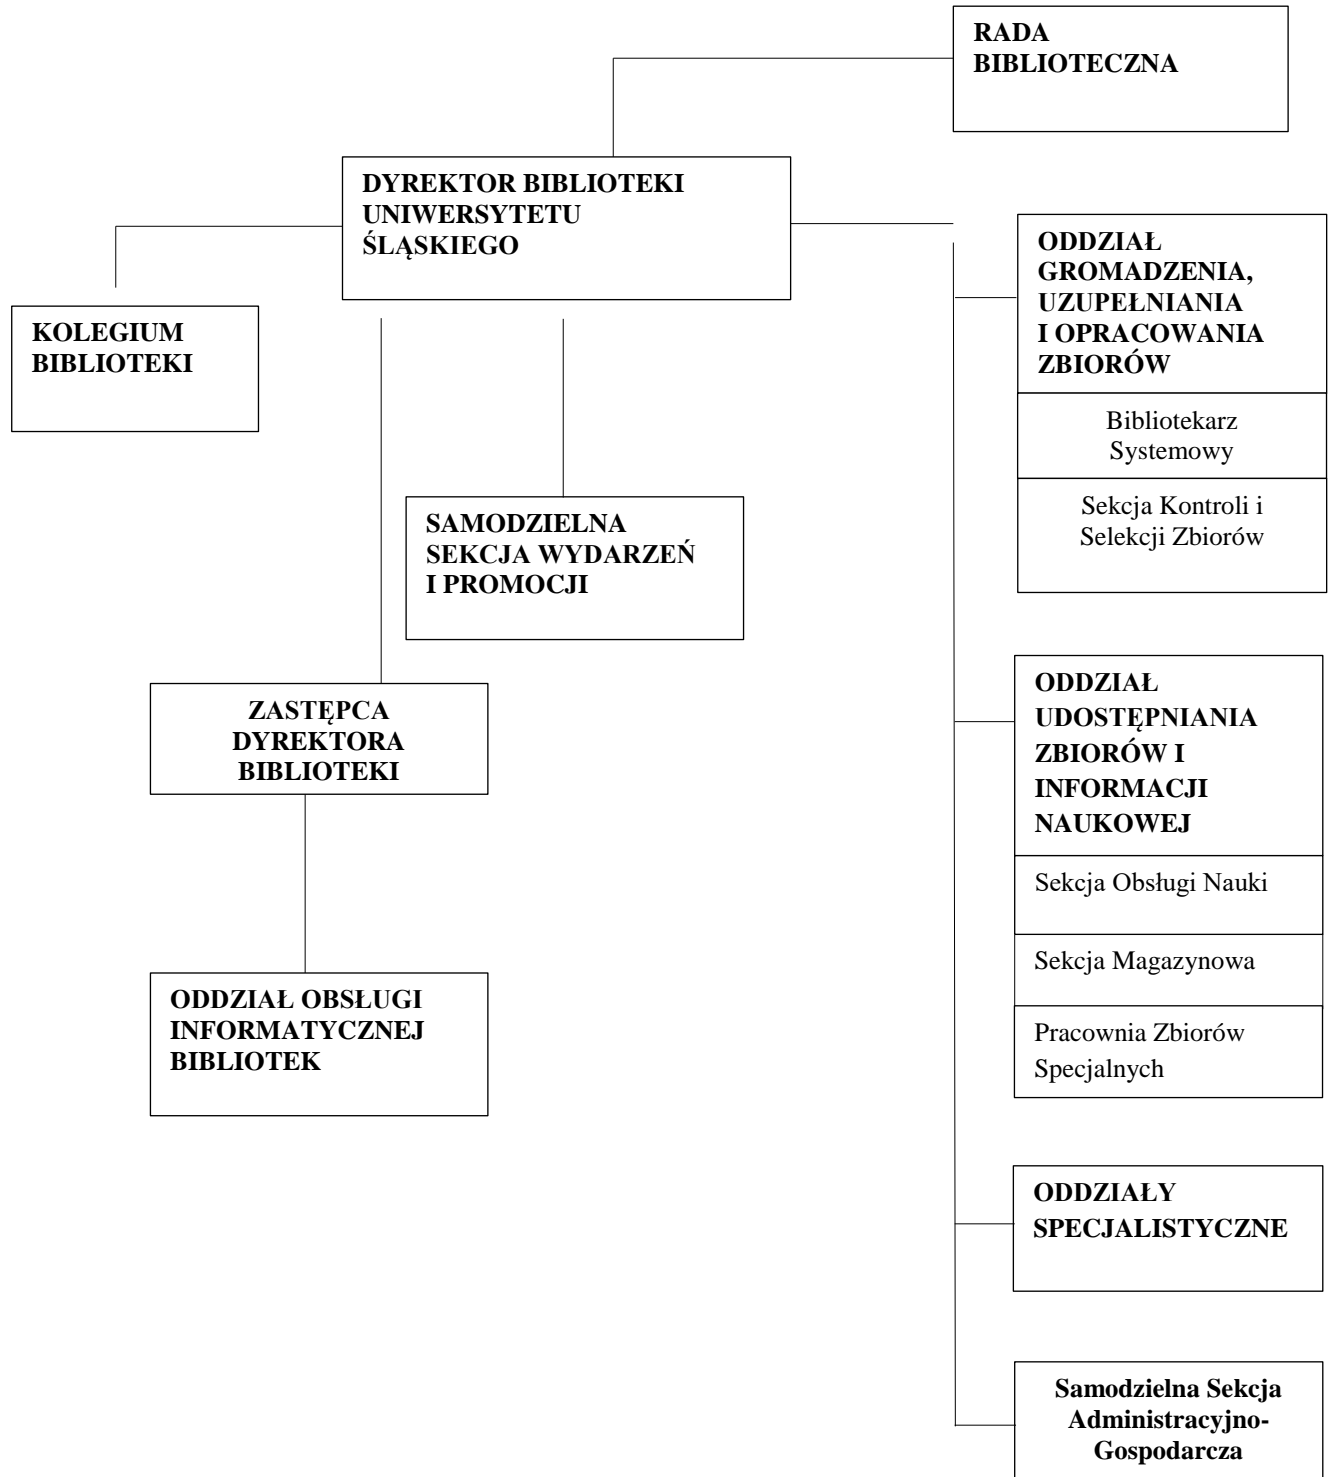 RADA
BIBLIOTECZNA
DYREKTOR BIBLIOTEKI
UNIWERSYTETU
ŚLĄSKIEGO
KOLEGIUM
BIBLIOTEKI
ODDZIAŁ
GROMADZENIA,
UZUPEŁNIANIA
I OPRACOWANIA
ZBIORÓW
Bibliotekarz
Systemowy
Sekcja Kontroli i
Selekcji Zbiorów
SAMODZIELNA
SEKCJA WYDARZEŃ
I PROMOCJI
ZASTĘPCA
DYREKTORA
BIBLIOTEKI
ODDZIAŁ
UDOSTĘPNIANIA
ZBIORÓW I
INFORMACJI
NAUKOWEJ
Sekcja Obsługi Nauki
Sekcja Magazynowa
Pracownia Zbiorów
Specjalnych
ODDZIAŁ OBSŁUGI
INFORMATYCZNEJ
BIBLIOTEK
ODDZIAŁY
SPECJALISTYCZNE
Samodzielna Sekcja
Administracyjno-
Gospodarcza